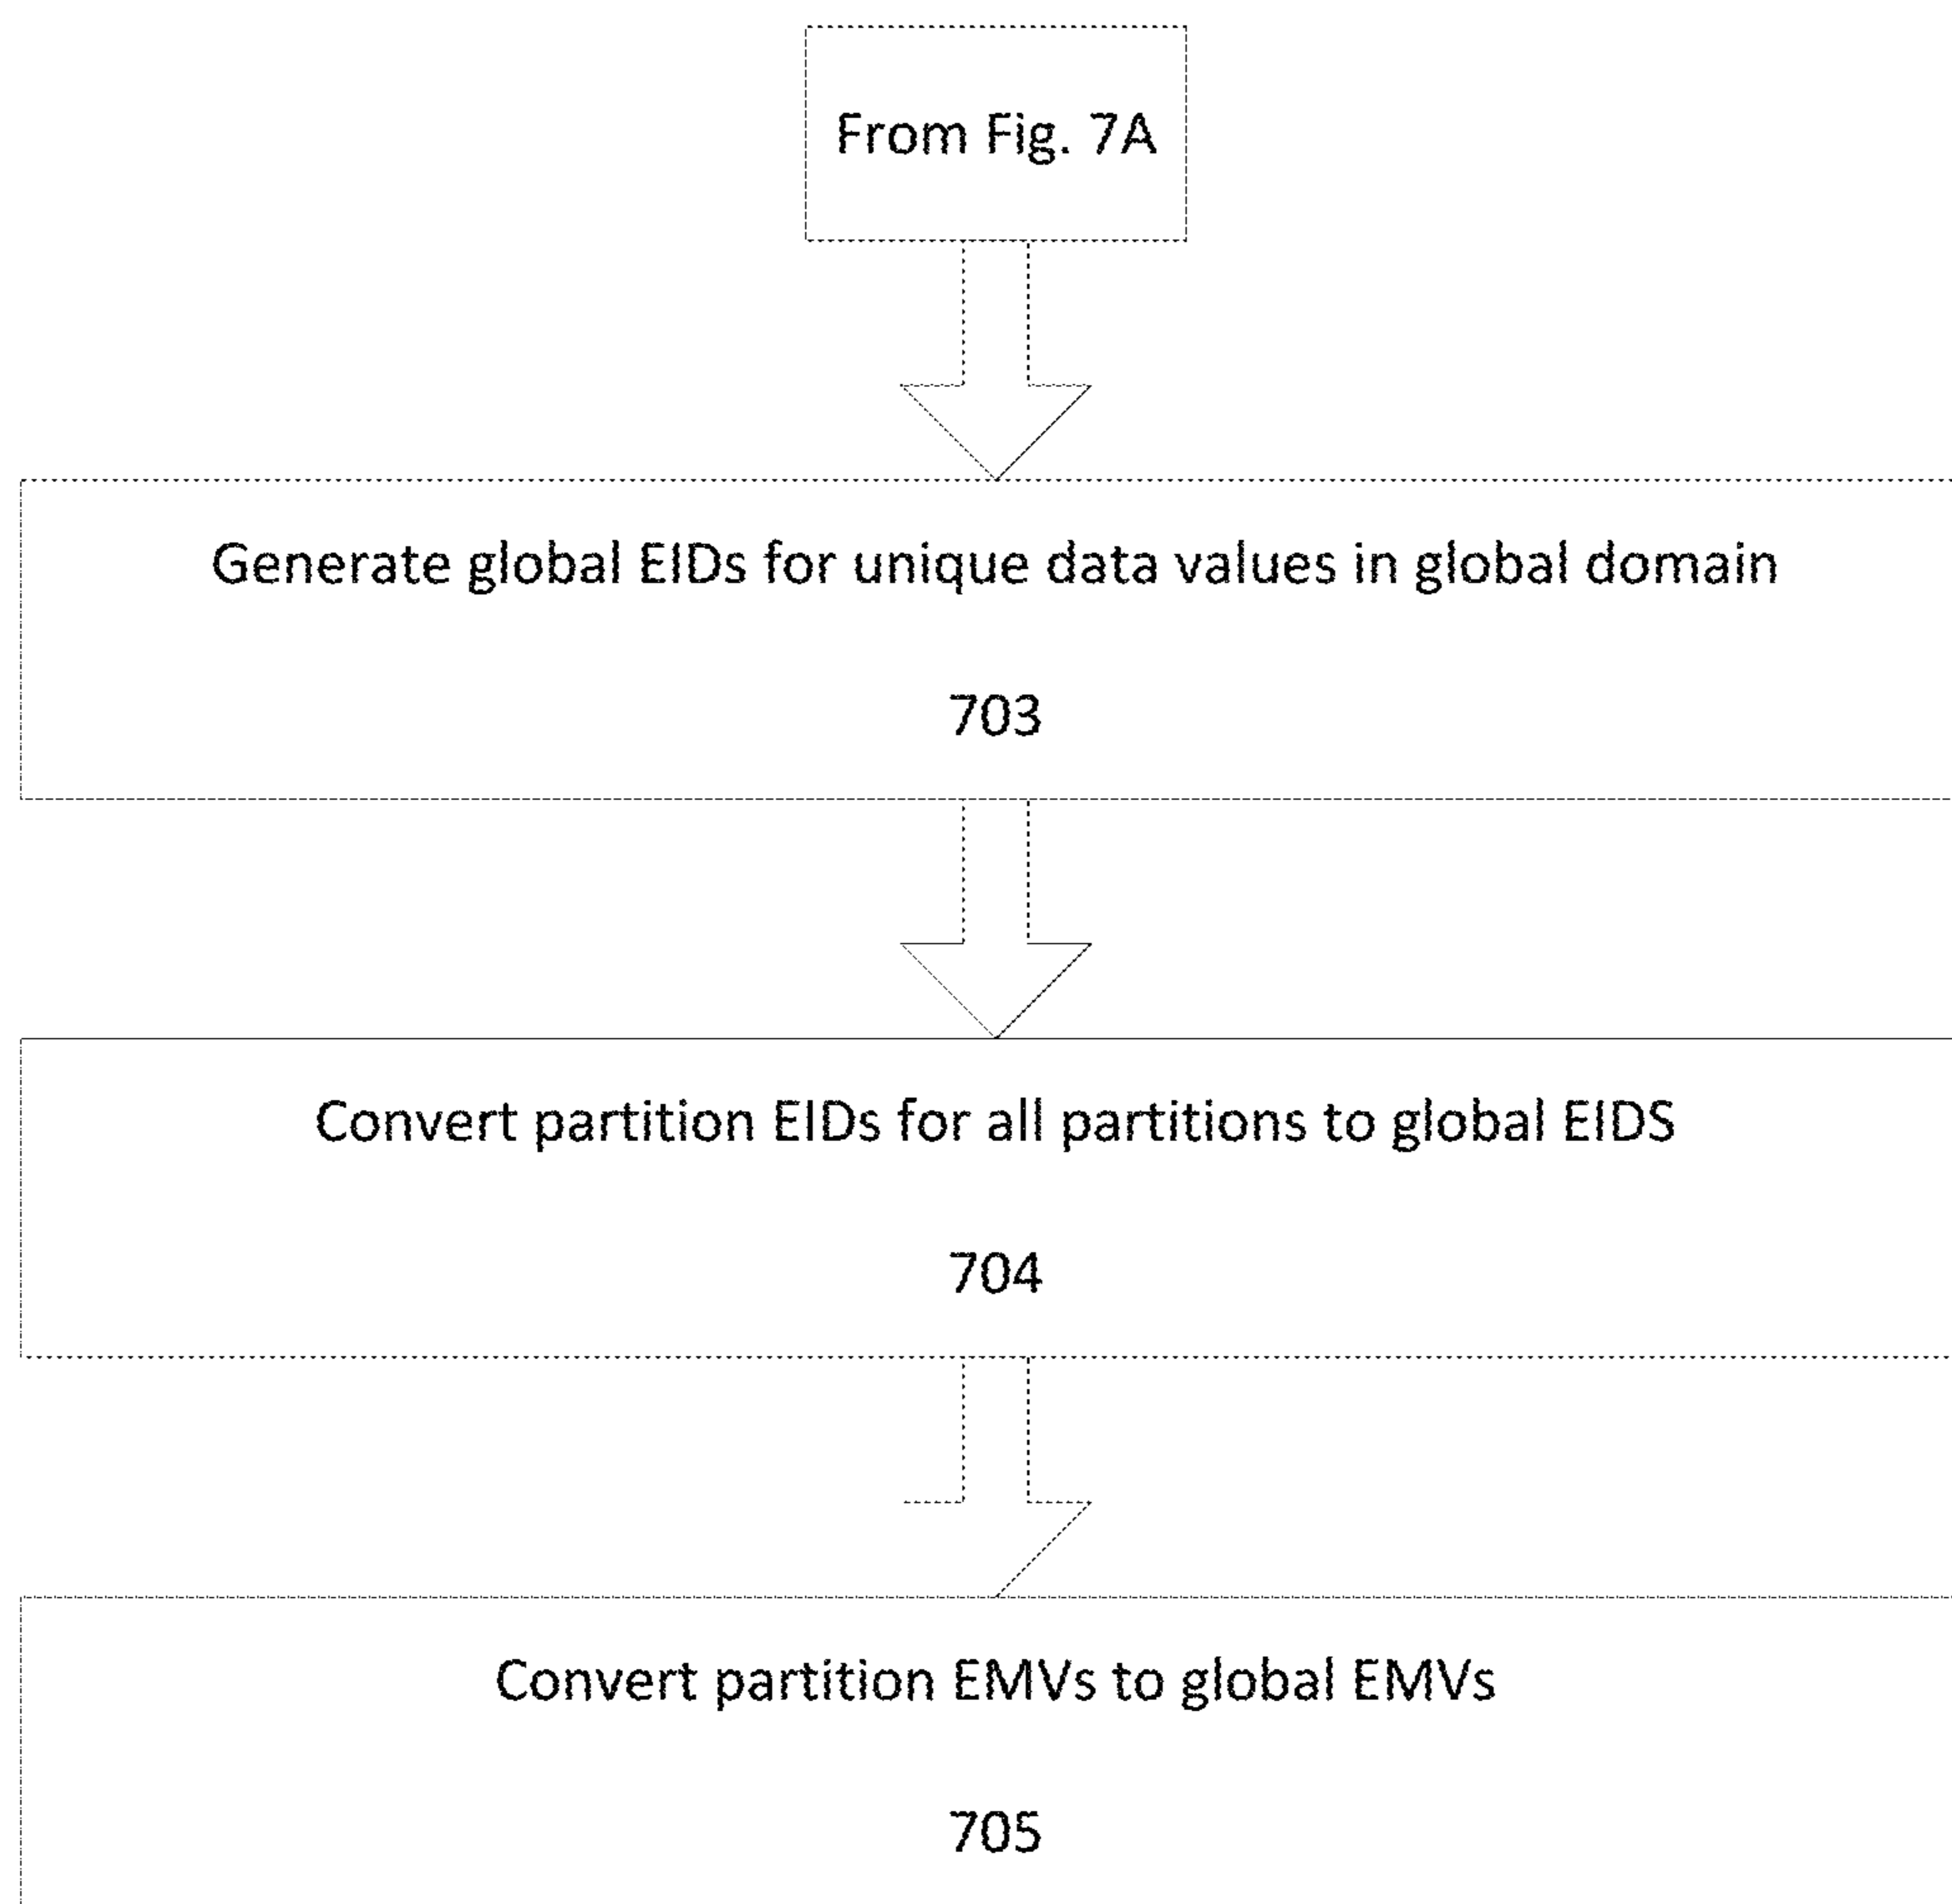 From Fig. 7A
Generate global EIDs for unique data values in global domain
703
Convert partition EIDs for all partitions to global EIDS
704
Convert partition EMVs to global EMVs
705